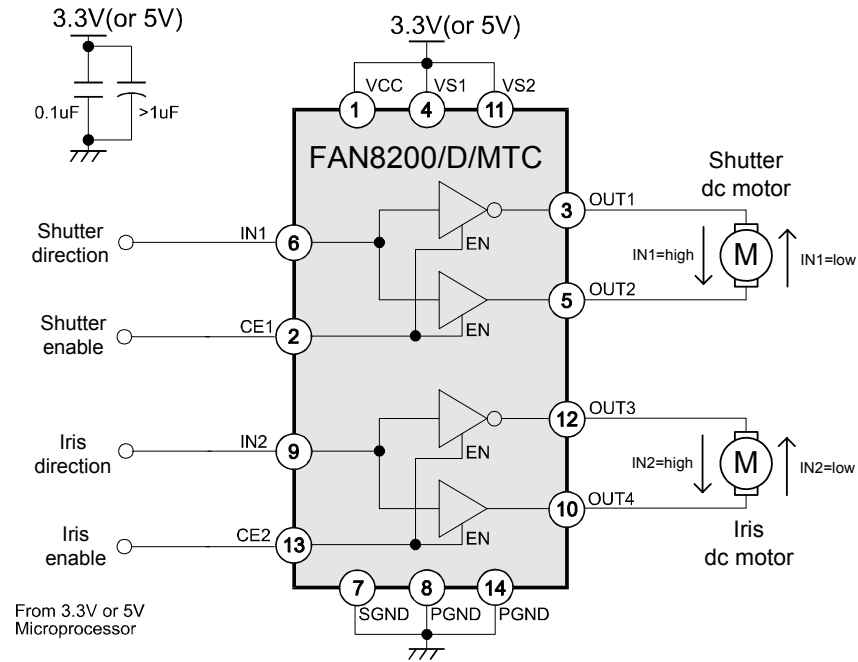 3.3V(or 5V)
0.1uF
>1uF
3.3V(or 5V)
VCC
VS1
VS2
1
4
11
FAN8200/D/MTC
Shutter
direction
IN1
6
EN
3
OUT1
Shutter
dc motor
IN1=high
M
IN1=low
Shutter
enable
CE1
2
EN
5
OUT2
Iris
direction
IN2
9
EN
12
OUT3
IN2=high
M
IN2=low
Iris
enable
CE2
13
EN
10
OUT4
Iris
dc motor
7
8
14
SGND
PGND
PGND
From 3.3V or 5V
Microprocessor